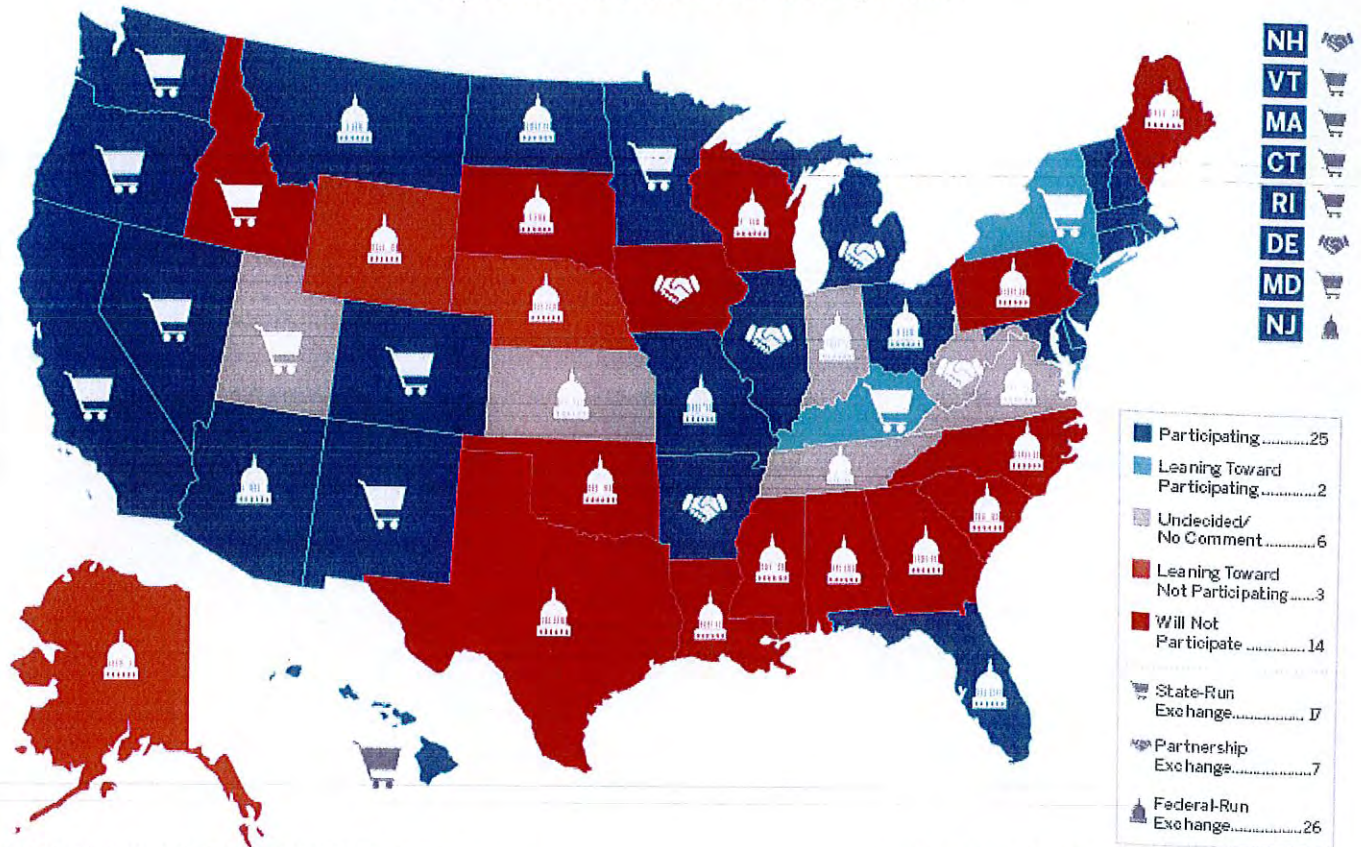 NH
VT
MA
CT
RI
DE
MD
NJ
Participating............25
Leaning Toward
Participating..............2
Undecided/
No Comment............6
Leaning Toward
Not Participating......3
Will Not
Participate...............14
State-Run
Exchange................17
Partnership
Exchange..................7
Federal-Run
Exchange................26